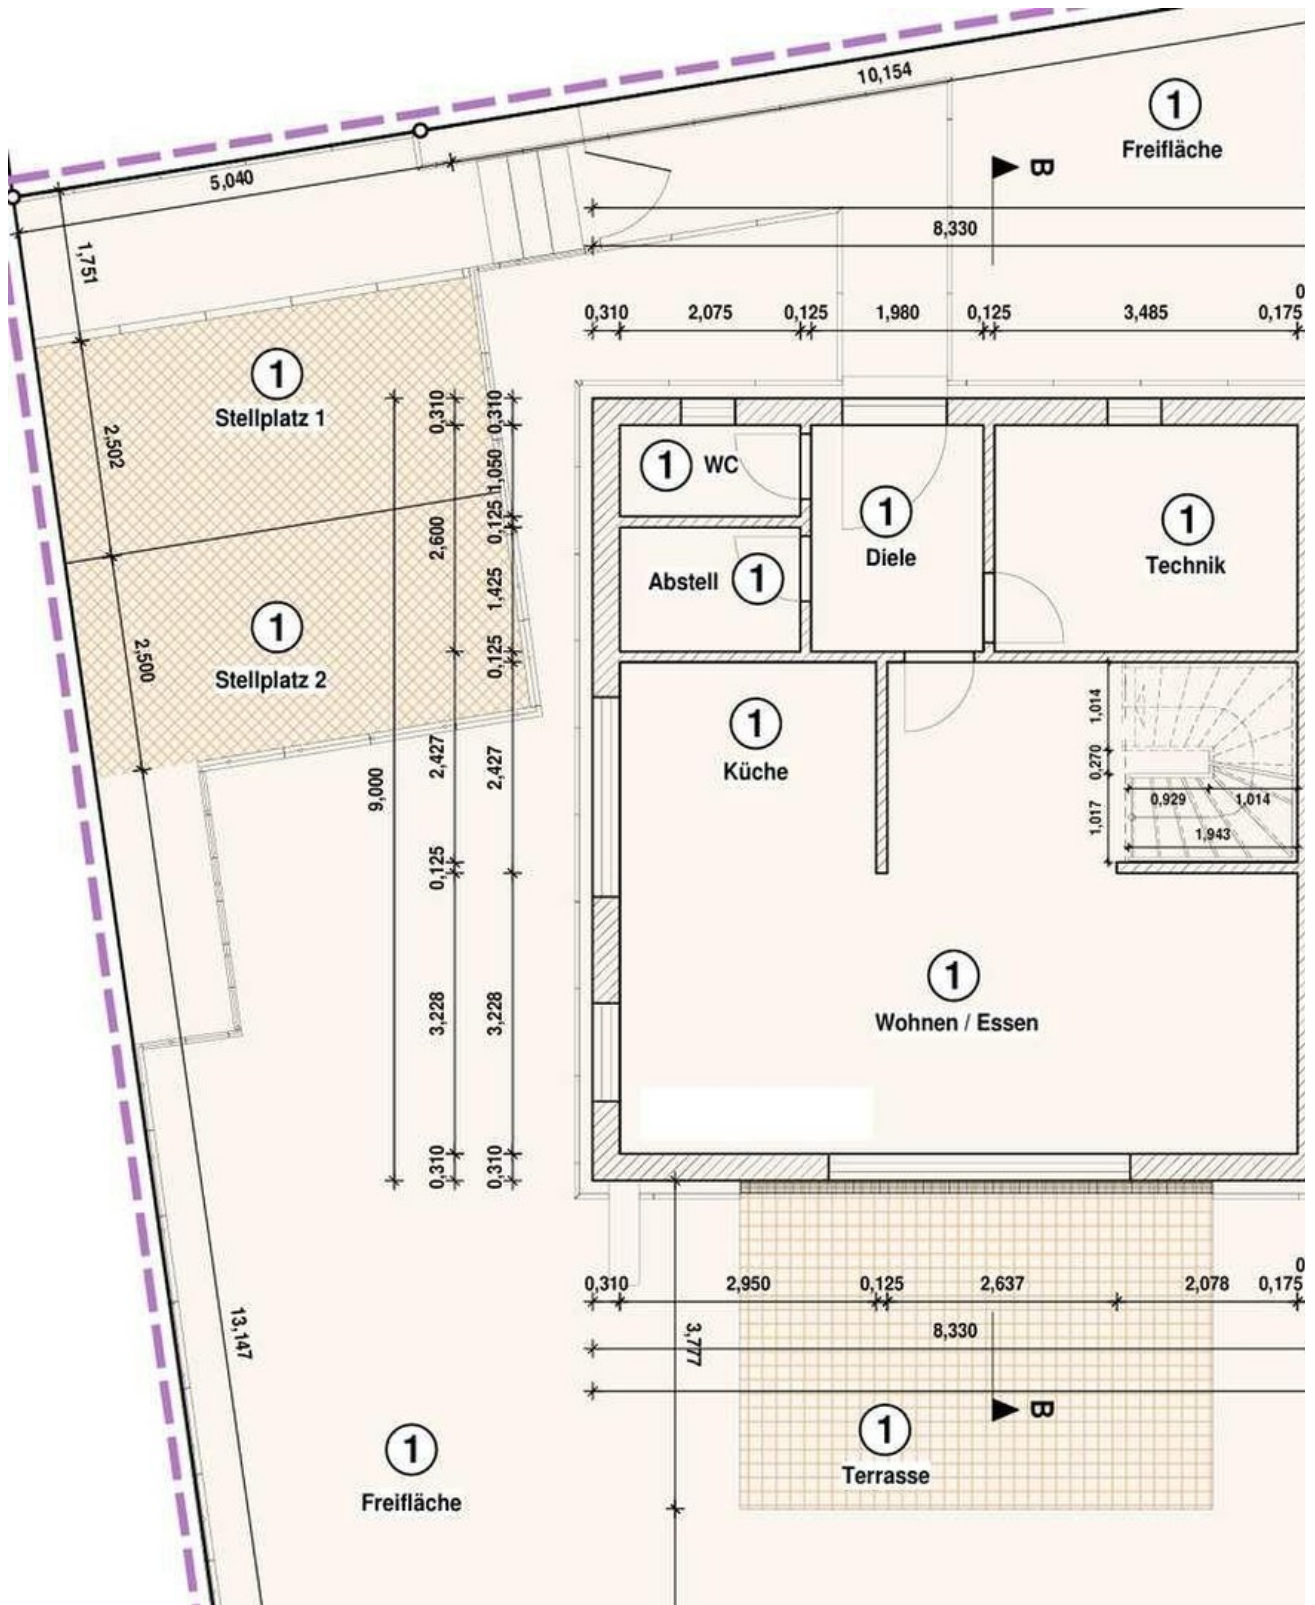 10,154
1
Freifläche
5,040
B
1,751
8,330
0
0,310 2,075 0,125 1,980 0,125 3,485 0,175
1
Stellplatz 1
2,502
0,310
0,310
1,050
0,125
2,600
1,425
0,125
1 WC
1
Diele
1
Technik
Abstell 1
1
Stellplatz 2
2,500
1
Küche
1,014
0,270
1,017
0,929 1,014
1,943
9,000
2,427
2,427
0,125
3,228
3,228
0,310
0,310
1
Wohnen / Essen
0
0,310 2,950 0,125 2,637 2,078 0,175
8,330
3,777
13,147
B
1
Terrasse
1
Freifläche